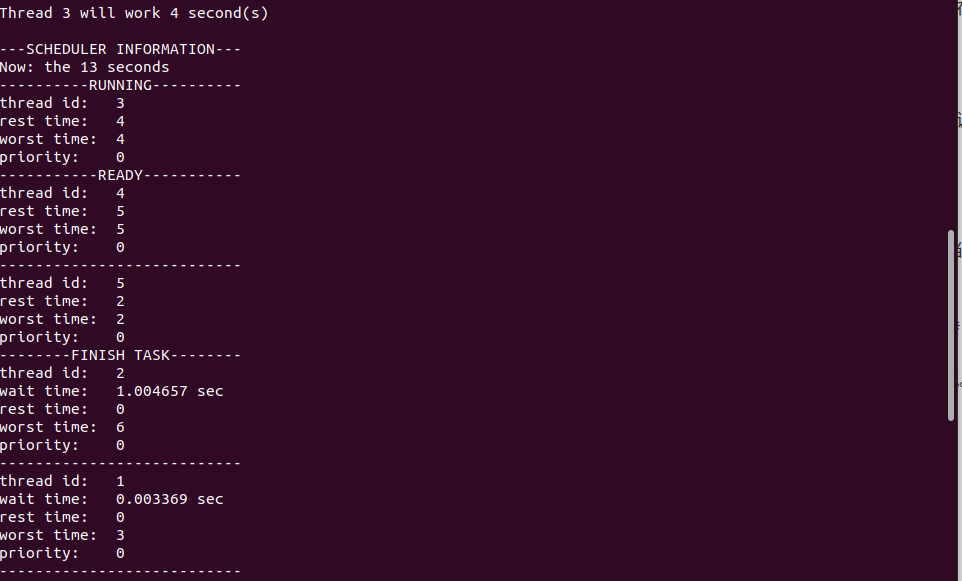 Thread 3 will work 4 second(s)
---SCHEDULER INFORMATION---
Now: the 13 seconds
----------RUNNING----------
thread id:   3
rest time:   4
worst time:  4
priority:    0
-----------READY-----------
thread id:   4
rest time:   5
worst time:  5
priority:    0
---------------------------
thread id:   5
rest time:   2
worst time:  2
priority:    0
--------FINISH TASK--------
thread id:   2
wait time:   1.004657 sec
rest time:   0
worst time:  6
priority:    0
---------------------------
thread id:   1
wait time:   0.003369 sec
rest time:   0
worst time:  3
priority:    0
---------------------------